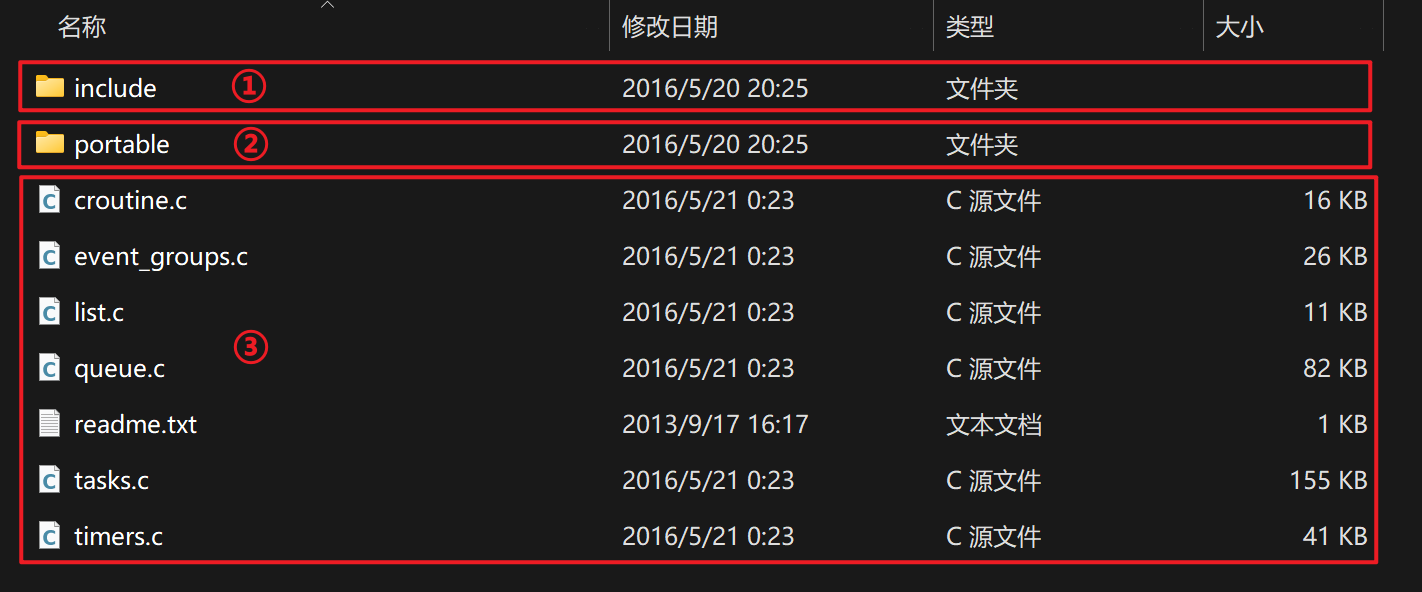 名称 修改日期 类型 大小
include ① 2016/5/20 20:25 文件夹
portable ② 2016/5/20 20:25 文件夹
croutine.c 2016/5/21 0:23 C 源文件 16 KB
event_groups.c 2016/5/21 0:23 C 源文件 26 KB
list.c 2016/5/21 0:23 C 源文件 11 KB
③
queue.c 2016/5/21 0:23 C 源文件 82 KB
readme.txt 2013/9/17 16:17 文本文档 1 KB
tasks.c 2016/5/21 0:23 C 源文件 155 KB
timers.c 2016/5/21 0:23 C 源文件 41 KB